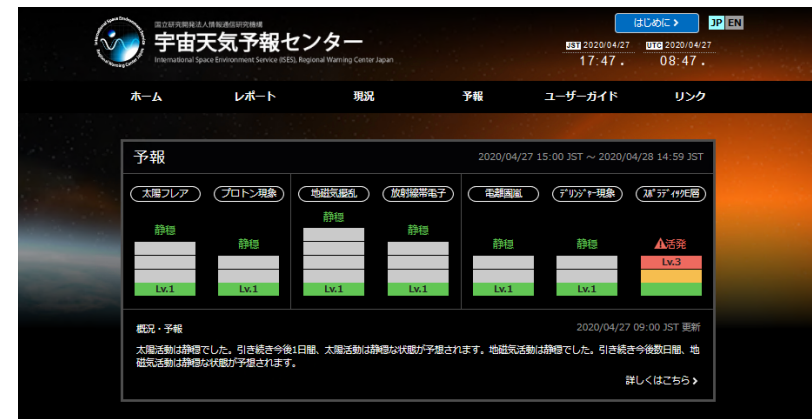 国立研究開発法人情報通信研究機構
宇宙天気予報センター
International Space Environment Service (ISES), Regional Warning Center Japan
はじめに
JP EN
JST 2020/04/27 UTC 2020/04/27
17:47. 08:47.
ホーム レポート 現況 予報 ユーザーガイド リンク
予報 2020/04/27 15:00 JST ~ 2020/04/28 14:59 JST
太陽フレア プロトン現象 地磁気擾乱 放射線帯電子 電離圏嵐 デリンジャー現象 スポラディックE層
静穏 静穏 静穏 静穏 静穏 静穏 活発
Lv.1 Lv.1 Lv.1 Lv.1 Lv.1 Lv.1 Lv.3
概況・予報 2020/04/27 09:00 JST 更新
太陽活動は静穏でした。引き続き今後1日間、太陽活動は静穏な状態が予想されます。地磁気活動は静穏でした。引き続き今後数日間、地
磁気活動は静穏な状態が予想されます。
詳しくはこちら